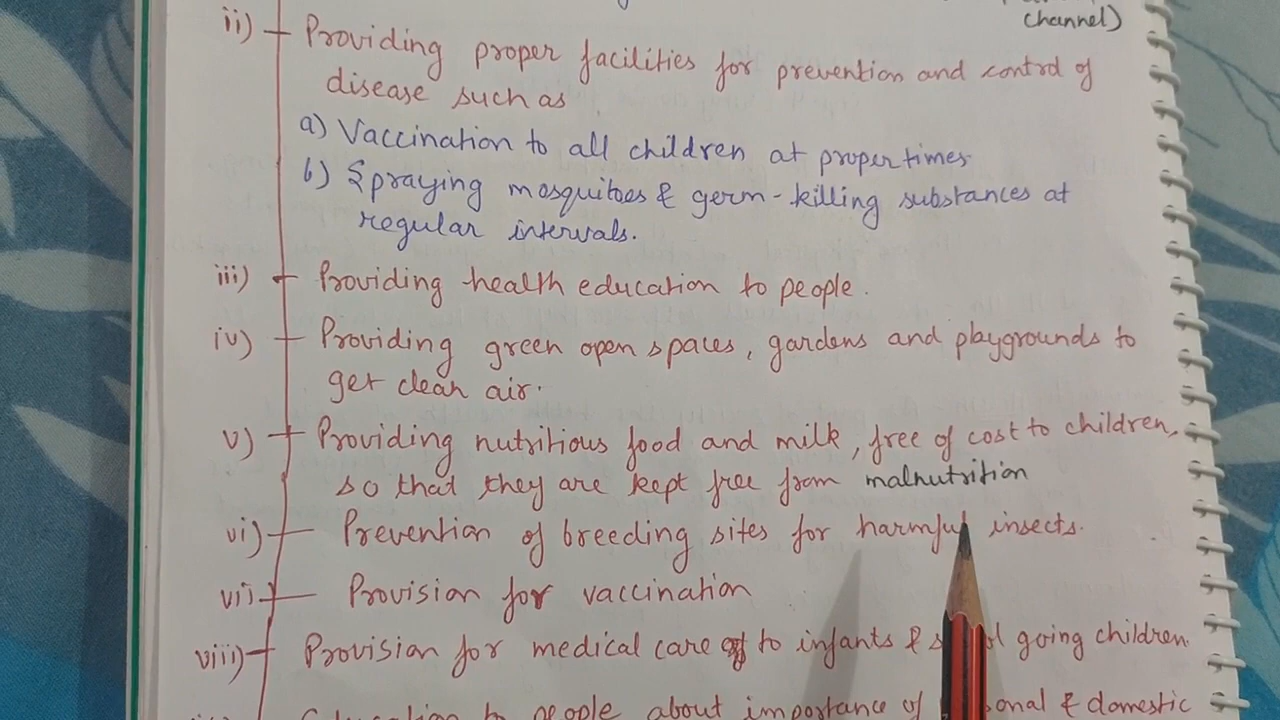 channel)
ii) Providing proper facilities for prevention and control of
disease such as
a) Vaccination to all children at proper times
b) Spraying mosquitoes & germ-killing substances at
regular intervals.
iii) Providing health education to people.
iv) Providing green open spaces, gardens and playgrounds to
get clean air.
v) Providing nutritious food and milk, free of cost to children,
so that they are kept free from malnutrition
vi) Prevention of breeding sites for harmful insects.
vii) Provision for vaccination
viii) Provision for medical care to infants & going children
to people about importance of & domestic